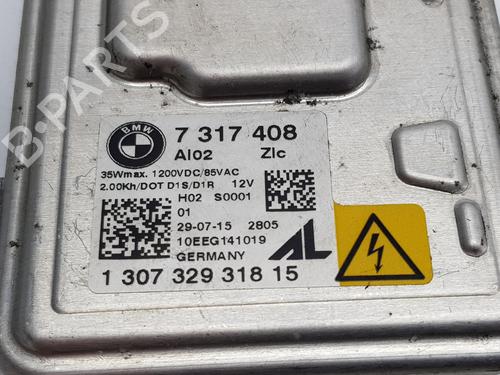 BMW
7 317 408
AI02 ZIc
35Wmax. 1200VDC/85VAC
2.00Kh/DOT D1S/D1R 12V
H02 S0001
01
29-07-15 2805
10EEG141019
GERMANY
AL
1 307 329 318 15
B-PARTS